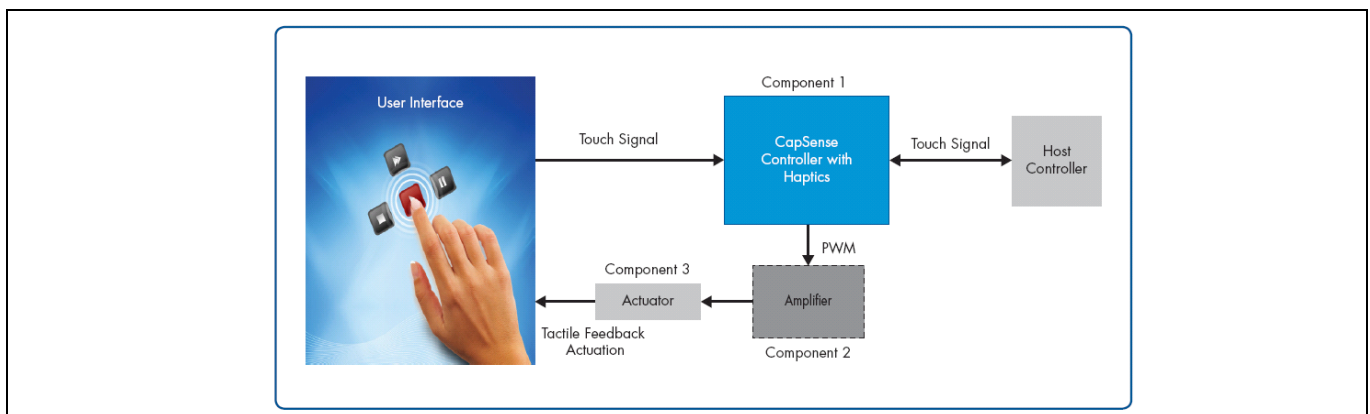 User Interface
Touch Signal
Component 1
CapSense
Controller with
Haptics
Touch Signal
Host
Controller
PWM
Component 3
Actuator
Amplifier
Tactile Feedback
Actuation
Component 2